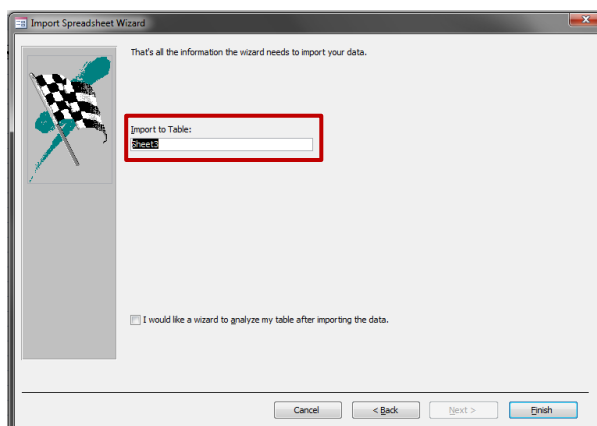 Import Spreadsheet Wizard
That's all the information the wizard needs to import your data.
Import to Table:
Sheet3
I would like a wizard to analyze my table after importing the data.
Cancel
< Back
Next >
Finish